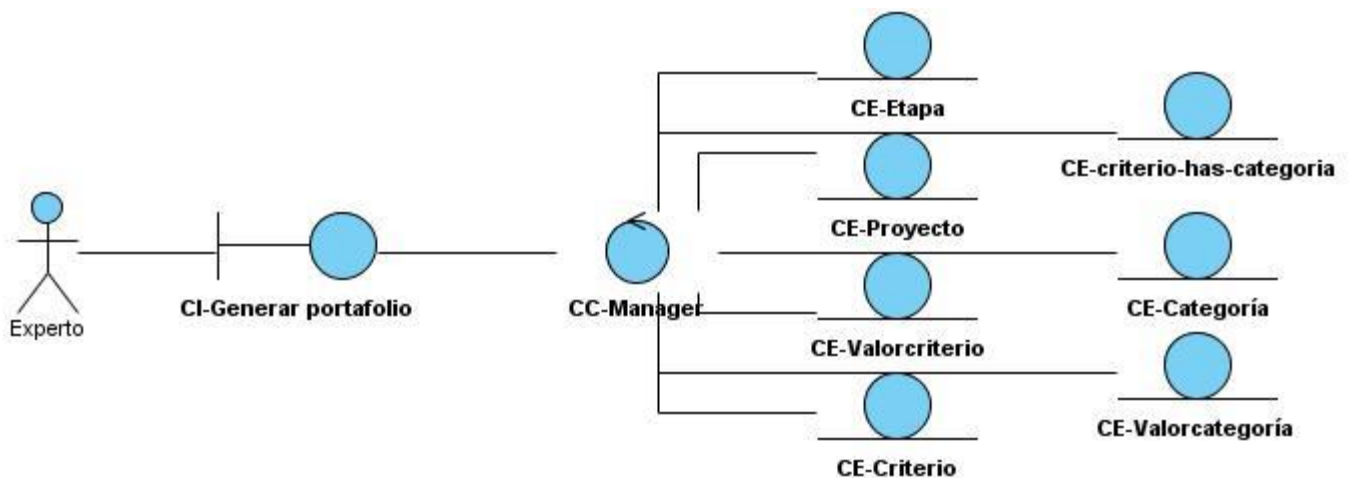 CE-Etapa
CE-criterio-has-categoria
CE-Proyecto
Experto
CI-Generar portafolio
CC-Manager
CE-Categoría
CE-Valorcriterio
CE-Valorcategoría
CE-Criterio